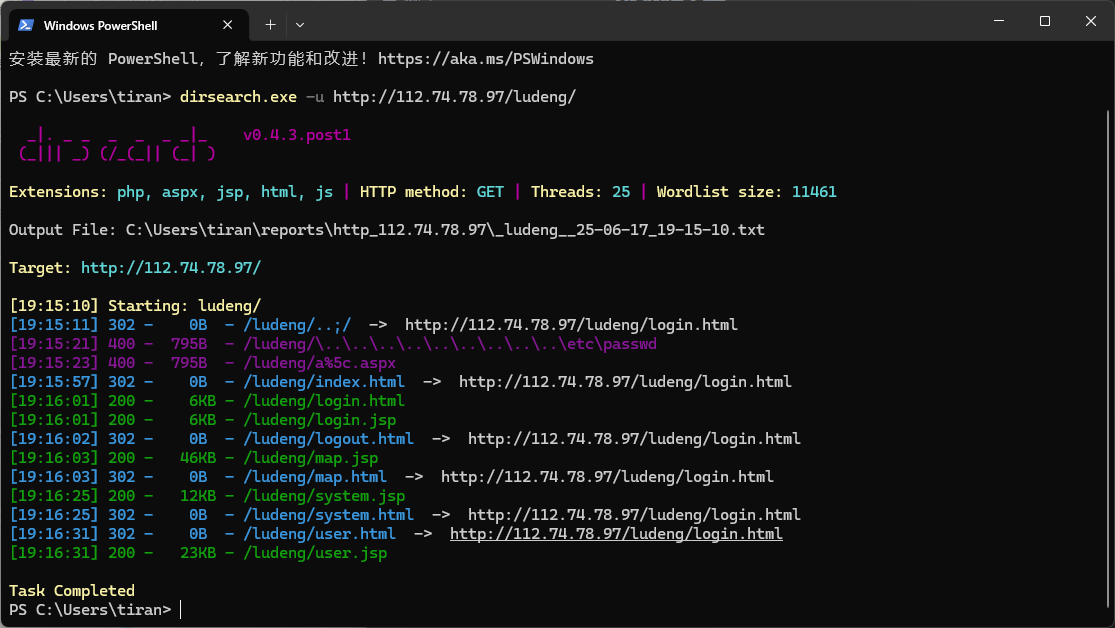 Windows PowerShell
安装最新的 PowerShell，了解新功能和改进！https://aka.ms/PSWindows
PS C:\Users\tiran> dirsearch.exe -u http://112.74.78.97/ludeng/
_|. _ _  _  _  _ _|_    v0.4.3.post1
(_||| _) (/_(_|| (_| )
Extensions: php, aspx, jsp, html, js | HTTP method: GET | Threads: 25 | Wordlist size: 11461
Output File: C:\Users\tiran\reports\http_112.74.78.97\_ludeng__25-06-17_19-15-10.txt
Target: http://112.74.78.97/
[19:15:10] Starting: ludeng/
[19:15:11] 302 -    0B  - /ludeng/..;/  ->  http://112.74.78.97/ludeng/login.html
[19:15:21] 400 -  795B  - /ludeng/\..\..\..\..\..\..\..\..\..\etc\passwd
[19:15:23] 400 -  795B  - /ludeng/a%5c.aspx
[19:15:57] 302 -    0B  - /ludeng/index.html  ->  http://112.74.78.97/ludeng/login.html
[19:16:01] 200 -    6KB - /ludeng/login.html
[19:16:01] 200 -    6KB - /ludeng/login.jsp
[19:16:02] 302 -    0B  - /ludeng/logout.html  ->  http://112.74.78.97/ludeng/login.html
[19:16:03] 200 -   46KB - /ludeng/map.jsp
[19:16:03] 302 -    0B  - /ludeng/map.html  ->  http://112.74.78.97/ludeng/login.html
[19:16:25] 200 -   12KB - /ludeng/system.jsp
[19:16:25] 302 -    0B  - /ludeng/system.html  ->  http://112.74.78.97/ludeng/login.html
[19:16:31] 302 -    0B  - /ludeng/user.html  ->  http://112.74.78.97/ludeng/login.html
[19:16:31] 200 -   23KB - /ludeng/user.jsp
Task Completed
PS C:\Users\tiran>